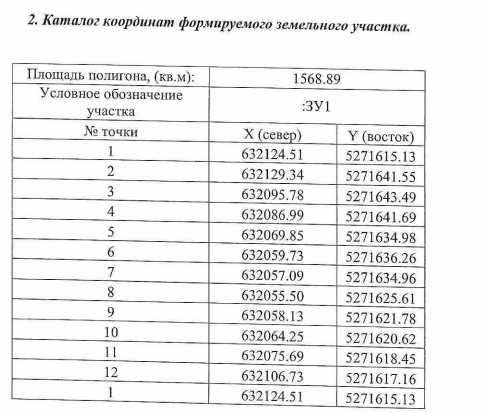 2. Каталог координат формируемого земельного участка.
Площадь полигона, (кв.м): 1568.89
Условное обозначение участка :ЗУ1
№ точки X (север) Y (восток)
1 632124.51 5271615.13
2 632129.34 5271641.55
3 632095.78 5271643.49
4 632086.99 5271641.69
5 632069.85 5271634.98
6 632059.73 5271636.26
7 632057.09 5271634.96
8 632055.50 5271625.61
9 632058.13 5271621.78
10 632064.25 5271620.62
11 632075.69 5271618.45
12 632106.73 5271617.16
1 632124.51 5271615.13